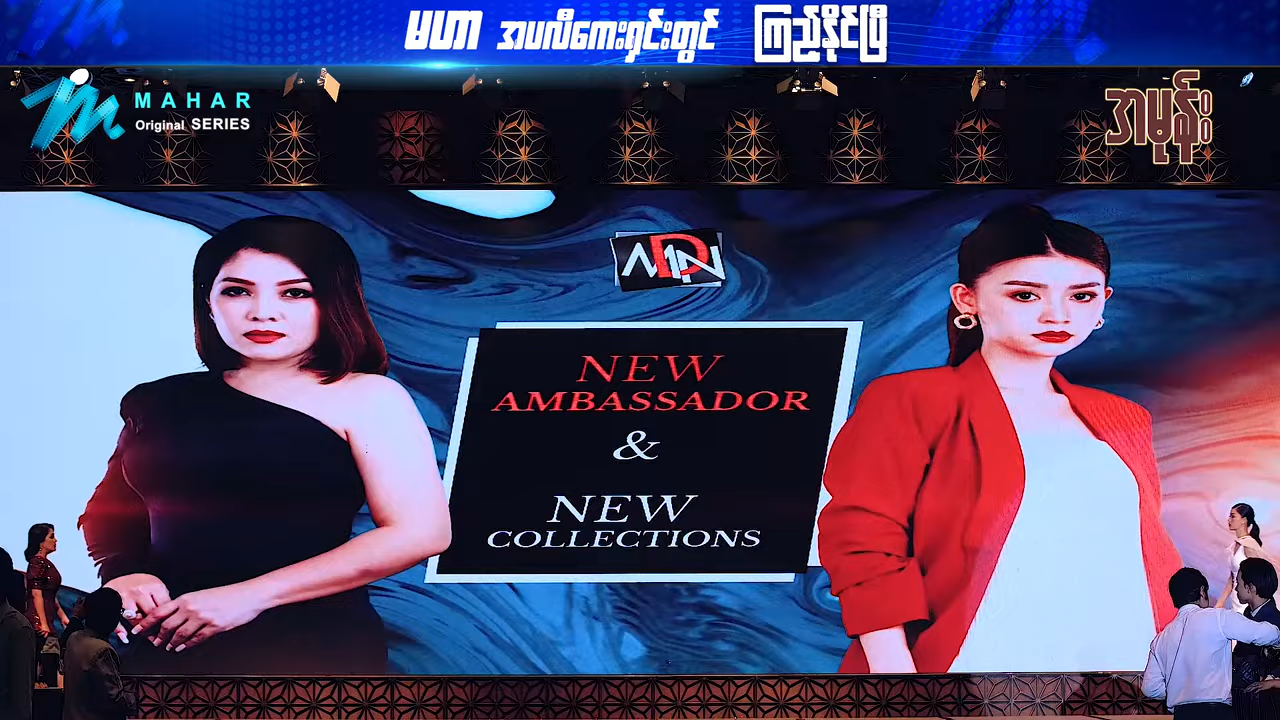 မဟာ အပလီကေးရှင်းတွင် ကြည့်နိုင်ပြီ
MAHAR
Original SERIES
အမုန်း
MDN
NEW
AMBASSADOR
&
NEW
COLLECTIONS